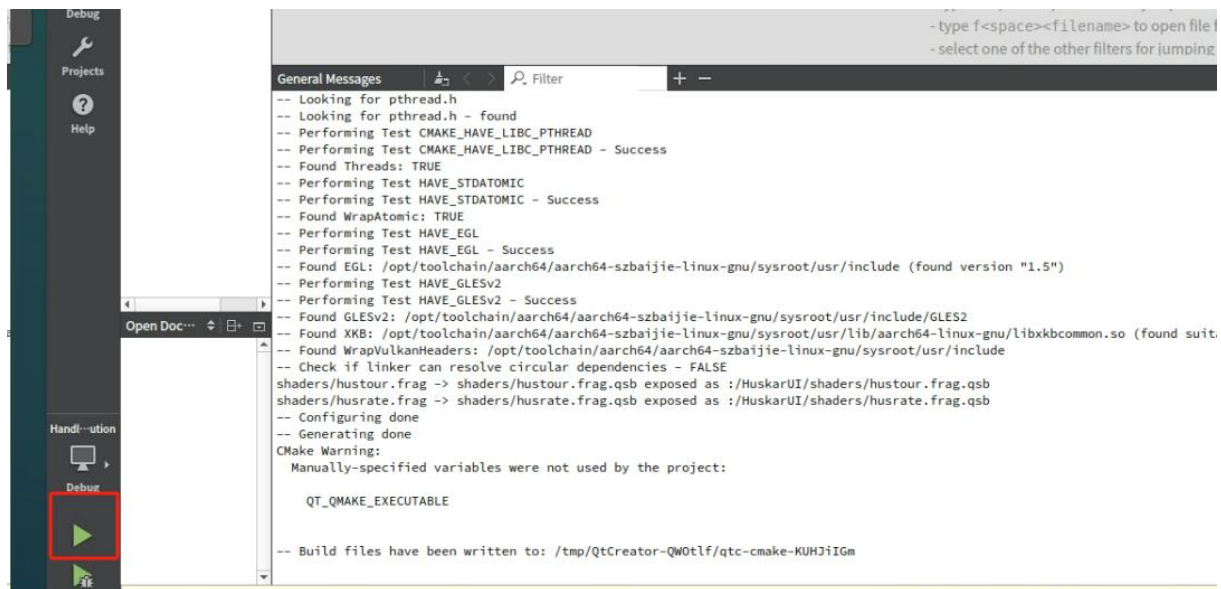 Debug
Projects
Help
- type f<space><filename> to open file f
- select one of the other filters for jumping
General Messages
Filter
-- Looking for pthread.h
-- Looking for pthread.h - found
-- Performing Test CMAKE_HAVE_LIBC_PTHREAD
-- Performing Test CMAKE_HAVE_LIBC_PTHREAD - Success
-- Found Threads: TRUE
-- Performing Test HAVE_STDATOMIC
-- Performing Test HAVE_STDATOMIC - Success
-- Found WrapAtomic: TRUE
-- Performing Test HAVE_EGL
-- Performing Test HAVE_EGL - Success
-- Found EGL: /opt/toolchain/aarch64/aarch64-szbaijie-linux-gnu/sysroot/usr/include (found version "1.5")
-- Performing Test HAVE_GLESv2
-- Performing Test HAVE_GLESv2 - Success
-- Found GLESv2: /opt/toolchain/aarch64/aarch64-szbaijie-linux-gnu/sysroot/usr/include/GLES2
-- Found XKB: /opt/toolchain/aarch64/aarch64-szbaijie-linux-gnu/sysroot/usr/lib/aarch64-linux-gnu/libxkbcommon.so (found suit
-- Found WrapVulkanHeaders: /opt/toolchain/aarch64/aarch64-szbaijie-linux-gnu/sysroot/usr/include
-- Check if linker can resolve circular dependencies - FALSE
shaders/hustour.frag -> shaders/hustour.frag.qsb exposed as :/HuskarUI/shaders/hustour.frag.qsb
shaders/husrate.frag -> shaders/husrate.frag.qsb exposed as :/HuskarUI/shaders/husrate.frag.qsb
-- Configuring done
-- Generating done
CMake Warning:
Manually-specified variables were not used by the project:
QT_QMAKE_EXECUTABLE
-- Build files have been written to: /tmp/QtCreator-QWOtlf/qtc-cmake-KUHJiIGm
Open Doc···
Handl···ution
Debug